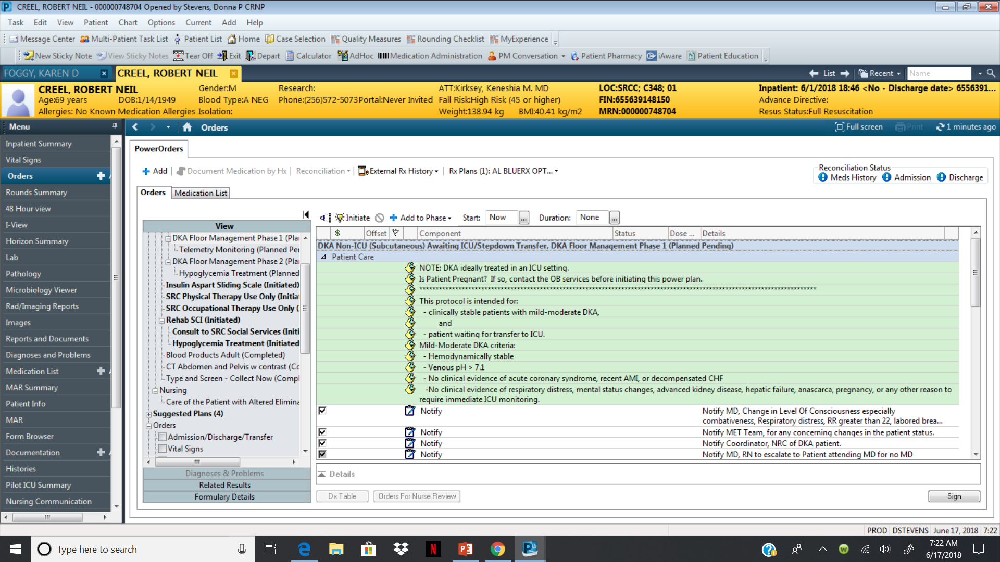 CREEL, ROBERT NEIL - 000000748704 Opened by Stevens, Donna P CRNP
Task Edit View Patient Chart Options Current Add Help
Message Center Multi-Patient Task List Patient List Home Case Selection Quality Measures Rounding Checklist MyExperience
New Sticky Note View Sticky Notes Tear Off Exit Depart Calculator AdHoc Medication Administration PM Conversation Patient Pharmacy iAware Patient Education
FOGGY, KAREN D CREEL, ROBERT NEIL List Recent Name
CREEL, ROBERT NEIL Gender:M Research: ATT:Kirksey, Keneshia M. MD LOC:SRCC; C348; 01 Inpatient: 6/1/2018 18:46 <No - Discharge date> 6556391...
Age:69 years DOB:1/14/1949 Blood Type:A NEG Phone:(256)572-5073 Portal:Never Invited Fall Risk:High Risk (45 or higher) FIN:655639148150 Advance Directive:
Allergies: No Known Medication Allergies Isolation: Weight:138.94 kg BMI:40.41 kg/m2 MRN:000000748704 Resus Status:Full Resuscitation
Menu
Orders Full screen Print 1 minutes ago
Inpatient Summary
Vital Signs
Orders
Rounds Summary
48 Hour view
I-View
Horizon Summary
Lab
Pathology
Microbiology Viewer
Rad/Imaging Reports
Images
Reports and Documents
Diagnoses and Problems
Medication List
MAR Summary
Patient Info
MAR
Form Browser
Documentation
Histories
Pilot ICU Summary
Nursing Communication
PowerOrders
Add Document Medication by Hx Reconciliation External Rx History Rx Plans (1): AL BLUERX OPT...
Reconciliation Status
Meds History Admission Discharge
Orders Medication List
View
DKA Floor Management Phase 1 (Plan
Telemetry Monitoring (Planned Per
DKA Floor Management Phase 2 (Plan
Hypoglycemia Treatment (Planned
Insulin Aspart Sliding Scale (Initiated)
SRC Physical Therapy Use Only (Initia
SRC Occupational Therapy Use Only (
Rehab SCI (Initiated)
Consult to SRC Social Services (Initi
Hypoglycemia Treatment (Initiated
Blood Products Adult (Completed)
CT Abdomen and Pelvis w contrast (Co
Type and Screen - Collect Now (Compl
Nursing
Care of the Patient with Altered Elimina
Suggested Plans (4)
Orders
Admission/Discharge/Transfer
Vital Signs
Diagnoses & Problems
Related Results
Formulary Details
Initiate Add to Phase Start: Now ... Duration: None ...
$ Offset Component Status Dose ... Details
DKA Non-ICU (Subcutaneous) Awaiting ICU/Stepdown Transfer, DKA Floor Management Phase 1 (Planned Pending)
Patient Care
NOTE: DKA ideally treated in an ICU setting.
Is Patient Pregnant? If so, contact the OB services before initiating this power plan.
****************************************************************************************************************************
This protocol is intended for:
- clinically stable patients with mild-moderate DKA,
and
- patient waiting for transfer to ICU.
Mild-Moderate DKA criteria:
- Hemodynamically stable
- Venous pH > 7.1
- No clinical evidence of acute coronary syndrome, recent AMI, or decompensated CHF
-No clinical evidence of respiratory distress, mental status changes, advanced kidney disease, hepatic failure, anascarca, pregnancy, or any other reason to
require immediate ICU monitoring.
Notify Notify MD, Change in Level Of Consciousness especially
combativeness, Respiratory distress, RR greater than 22, labored brea...
Notify Notify MET Team, for any concerning changes in the patient status.
Notify Notify Coordinator, NRC of DKA patient.
Notify Notify MD, RN to escalate to Patient attending MD for no MD
Details
Dx Table Orders For Nurse Review Sign
PROD DSTEVENS June 17, 2018 7:22
Type here to search
7:22 AM
6/17/2018